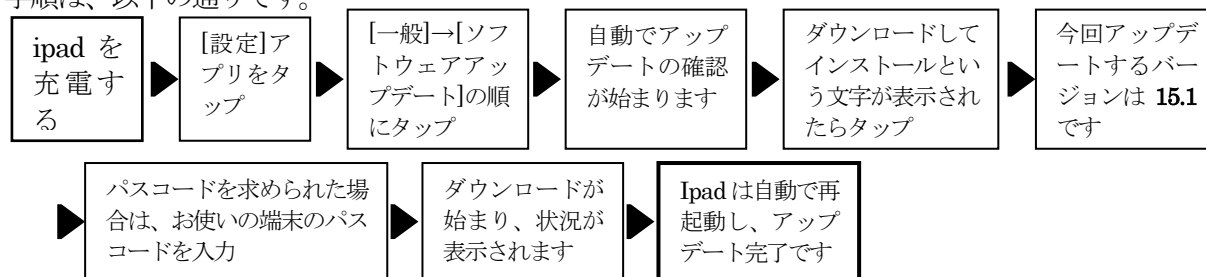 手順は、以下の通りです。
ipad を
充電す
る
[設定]ア
プリをタ
ップ
[一般]→[ソフ
トウェアアッ
プデート]の順
にタップ
自動でアップ
デートの確認
が始まります
ダウンロードして
インストールとい
う文字が表示され
たらタップ
今回アップデ
ートするバー
ジョンは 15.1
です
パスコードを求められた場
合は、お使いの端末のパス
コードを入力
ダウンロードが
始まり、状況が
表示されます
Ipad は自動で再
起動し、アップ
デート完了です